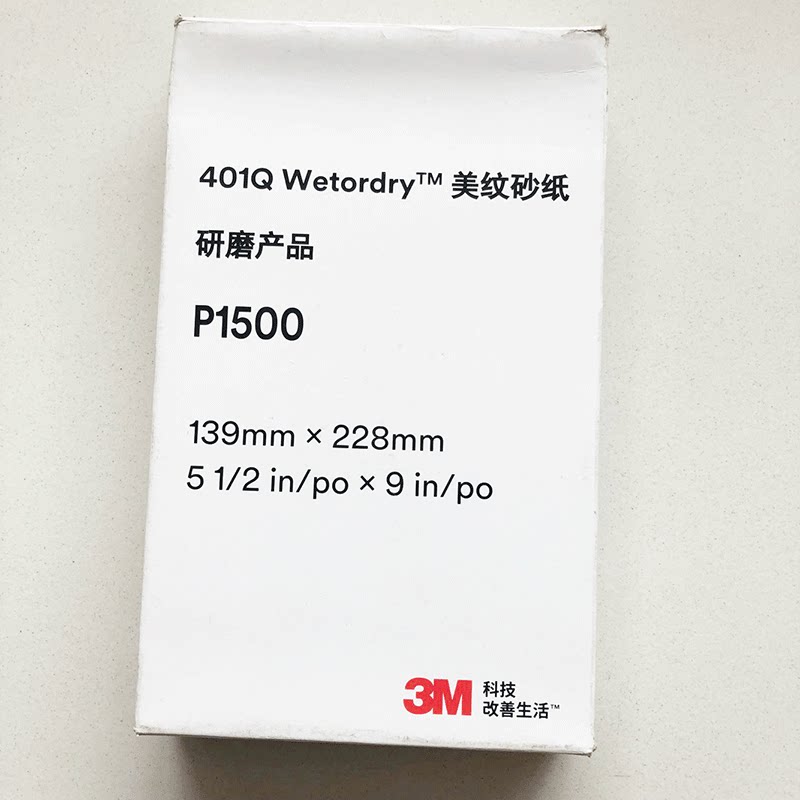 401Q Wetordry™ 美纹砂纸
研磨产品
P1500
139mm × 228mm
5 1/2 in/po × 9 in/po
3M 科技
改善生活™